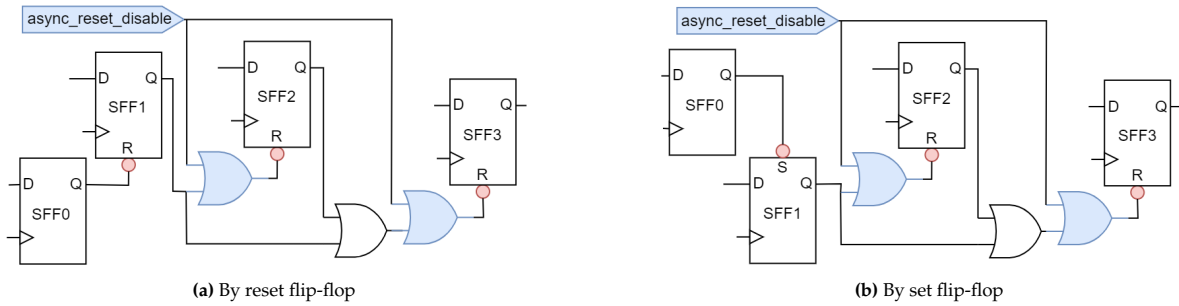 async_reset_disable
D Q
SFF1
R
D Q
SFF2
R
D Q
SFF3
R
D Q
SFF0
(a) By reset flip-flop
async_reset_disable
D Q
SFF0
D Q
SFF2
R
D Q
SFF3
R
S
D Q
SFF1
(b) By set flip-flop